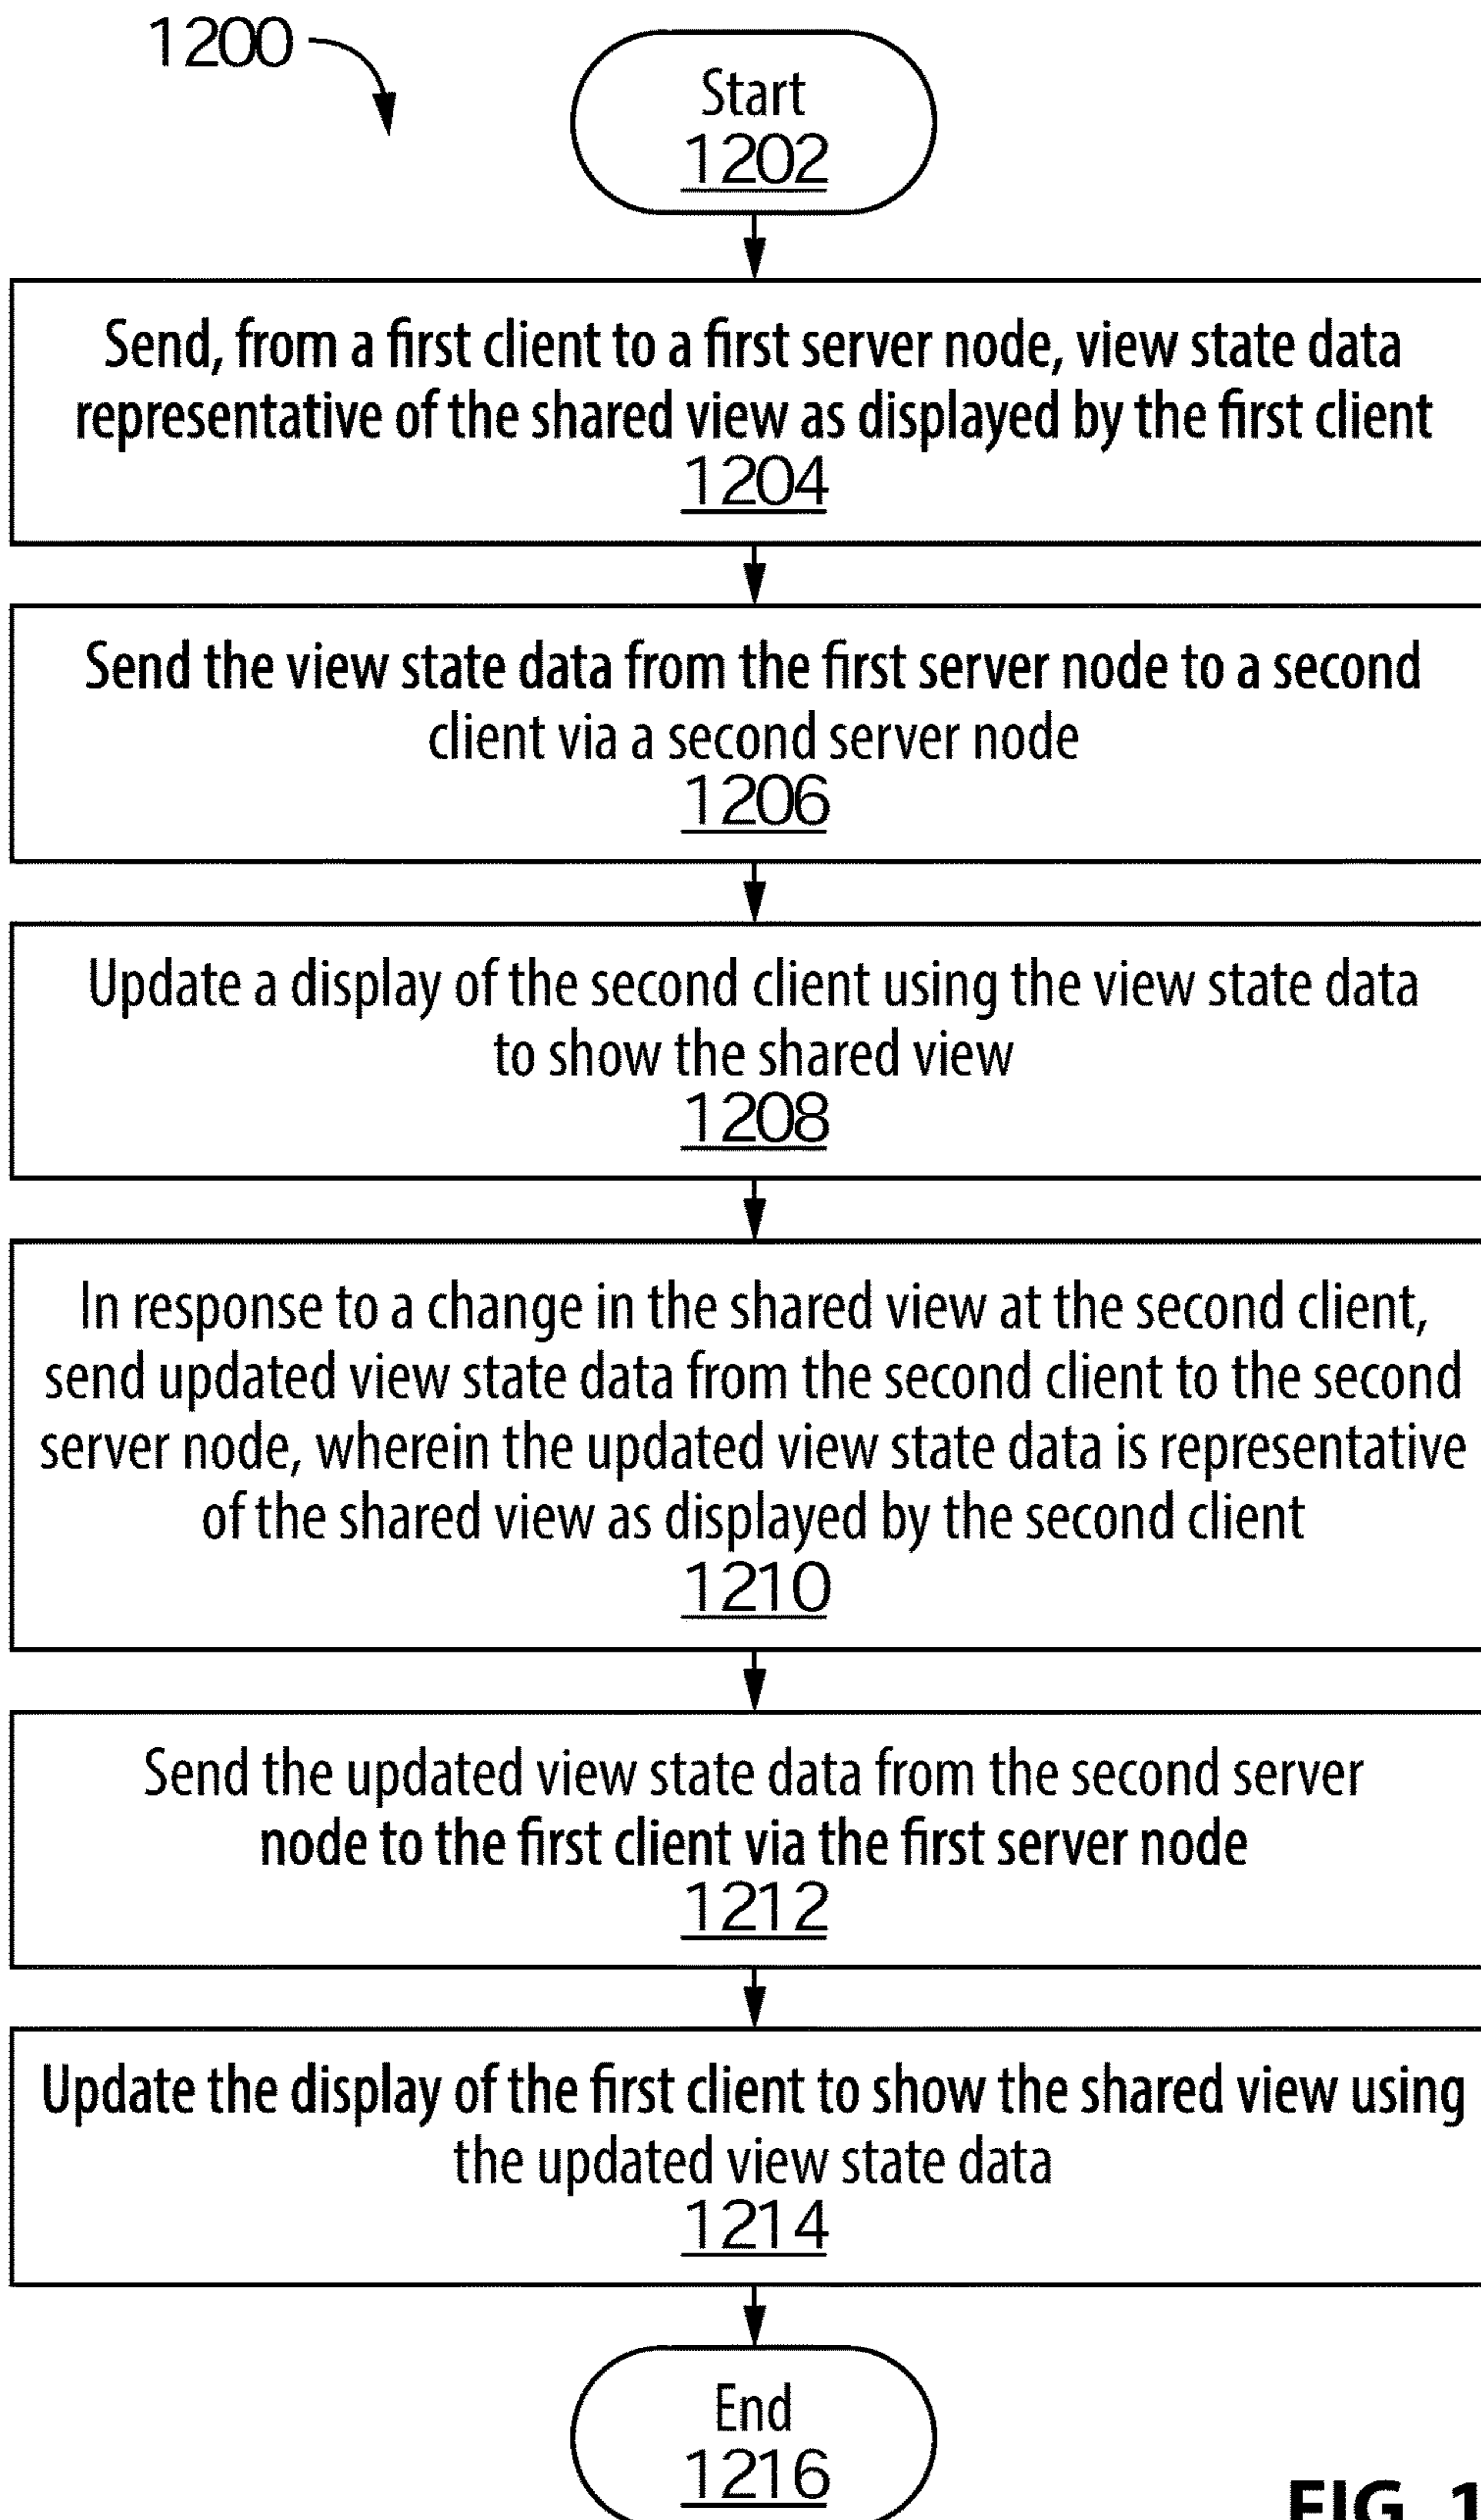 1200
Start
1202
Send, from a first client to a first server node, view state data
representative of the shared view as displayed by the first client
1204
Send the view state data from the first server node to a second
client via a second server node
1206
Update a display of the second client using the view state data
to show the shared view
1208
In response to a change in the shared view at the second client,
send updated view state data from the second client to the second
server node, wherein the updated view state data is representative
of the shared view as displayed by the second client
1210
Send the updated view state data from the second server
node to the first client via the first server node
1212
Update the display of the first client to show the shared view using
the updated view state data
1214
End
1216
FIG. 1